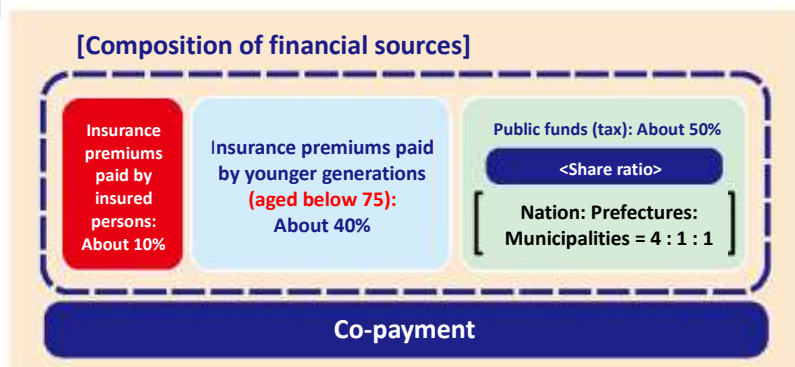 [Composition of financial sources]
Insurance
premiums
paid by
insured
persons:
About 10%
Insurance premiums paid
by younger generations
(aged below 75):
About 40%
Public funds (tax): About 50%
<Share ratio>
Nation: Prefectures:
Municipalities = 4 : 1 : 1
Co-payment